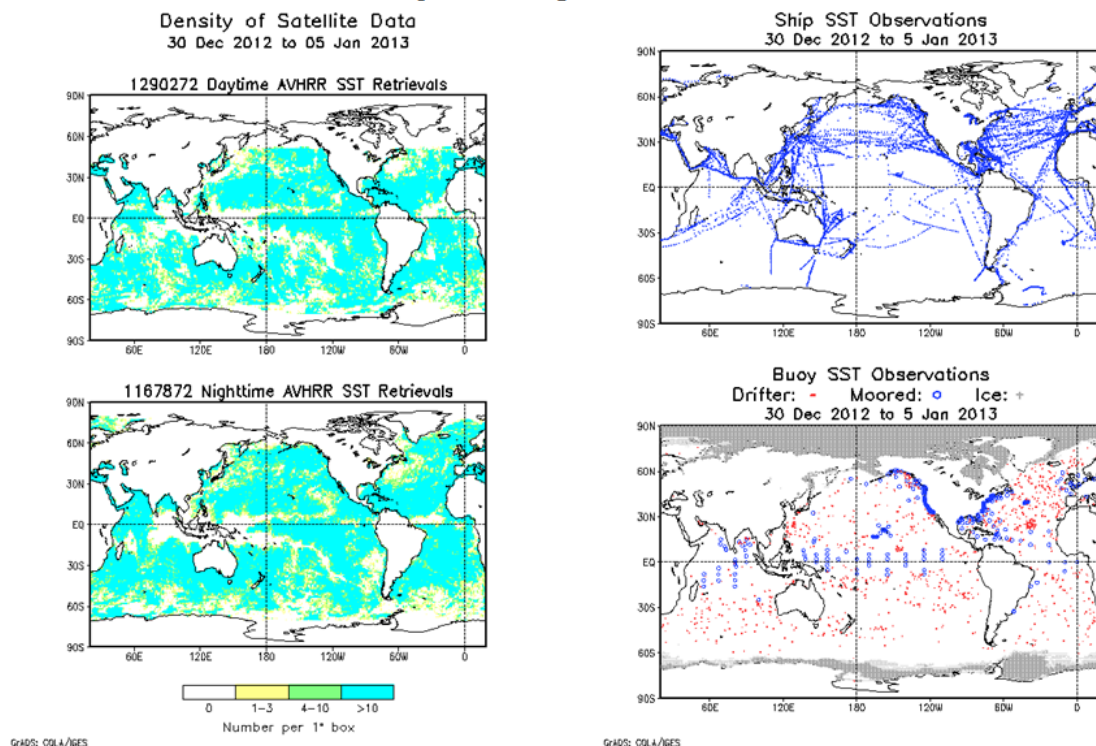 Density of Satellite Data
30 Dec 2012 to 05 Jan 2013
1290272 Daytime AVHRR SST Retrievals
90N
60N
30N
EQ
30S
60S
90S
60E 120E 180 120W 60W 0
1167872 Nighttime AVHRR SST Retrievals
90N
60N
30N
EQ
30S
60S
90S
60E 120E 180 120W 60W 0
0 1-3 4-10 >10
Number per 1° box
GrADS: COLA/IGES
Ship SST Observations
30 Dec 2012 to 5 Jan 2013
90N
60N
30N
EQ
30S
60S
90S
60E 120E 180 120W 60W 0
Buoy SST Observations
Drifter: Moored: o Ice: +
30 Dec 2012 to 5 Jan 2013
90N
60N
30N
EQ
30S
60S
90S
60E 120E 180 120W 60W 0
GrADS: COLA/IGES